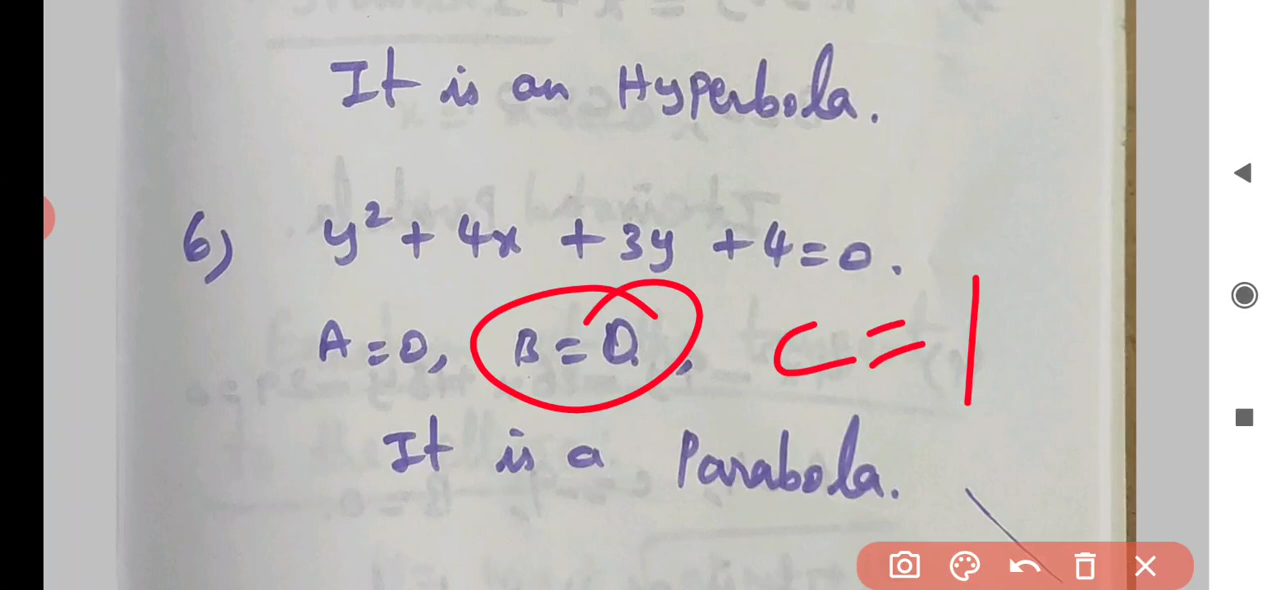 It is an Hyperbola.
6) y² + 4x + 3y + 4 = 0.
A = 0, B = 0, C = 1
It is a Parabola.